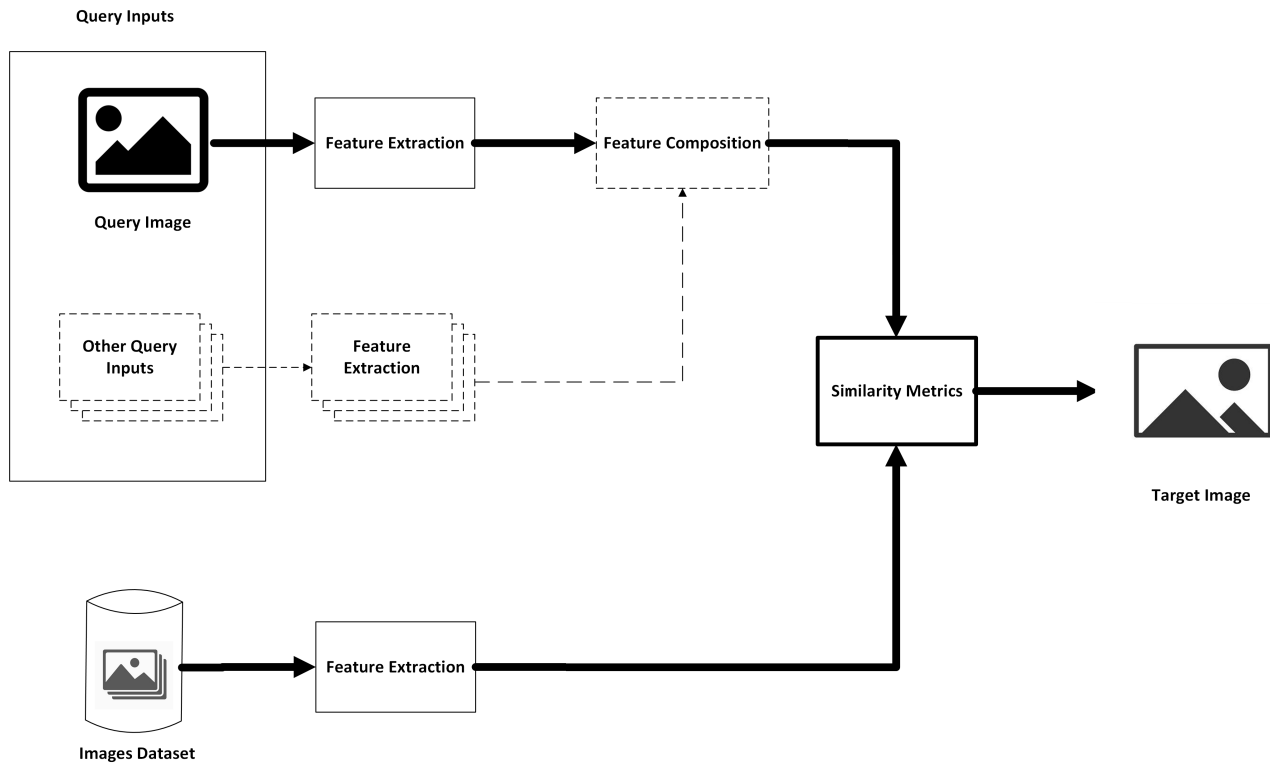 Query Inputs
Feature Extraction
Feature Composition
Query Image
Other Query
Inputs
Feature
Extraction
Similarity Metrics
Target Image
Feature Extraction
Images Dataset